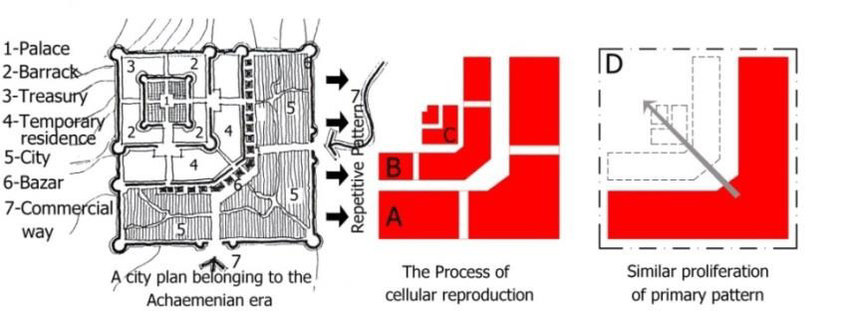 1-Palace
2-Barrack
3-Treasury
4-Temporary
residence
5-City
6-Bazar
7-Commercial
way
3
2
1
2
2
4
4
5
5
5
6
6
7
7
A city plan belonging to the
Achaemenian era
Repetitive Pattern
A
B
C
The Process of
cellular reproduction
D
Similar proliferation
of primary pattern